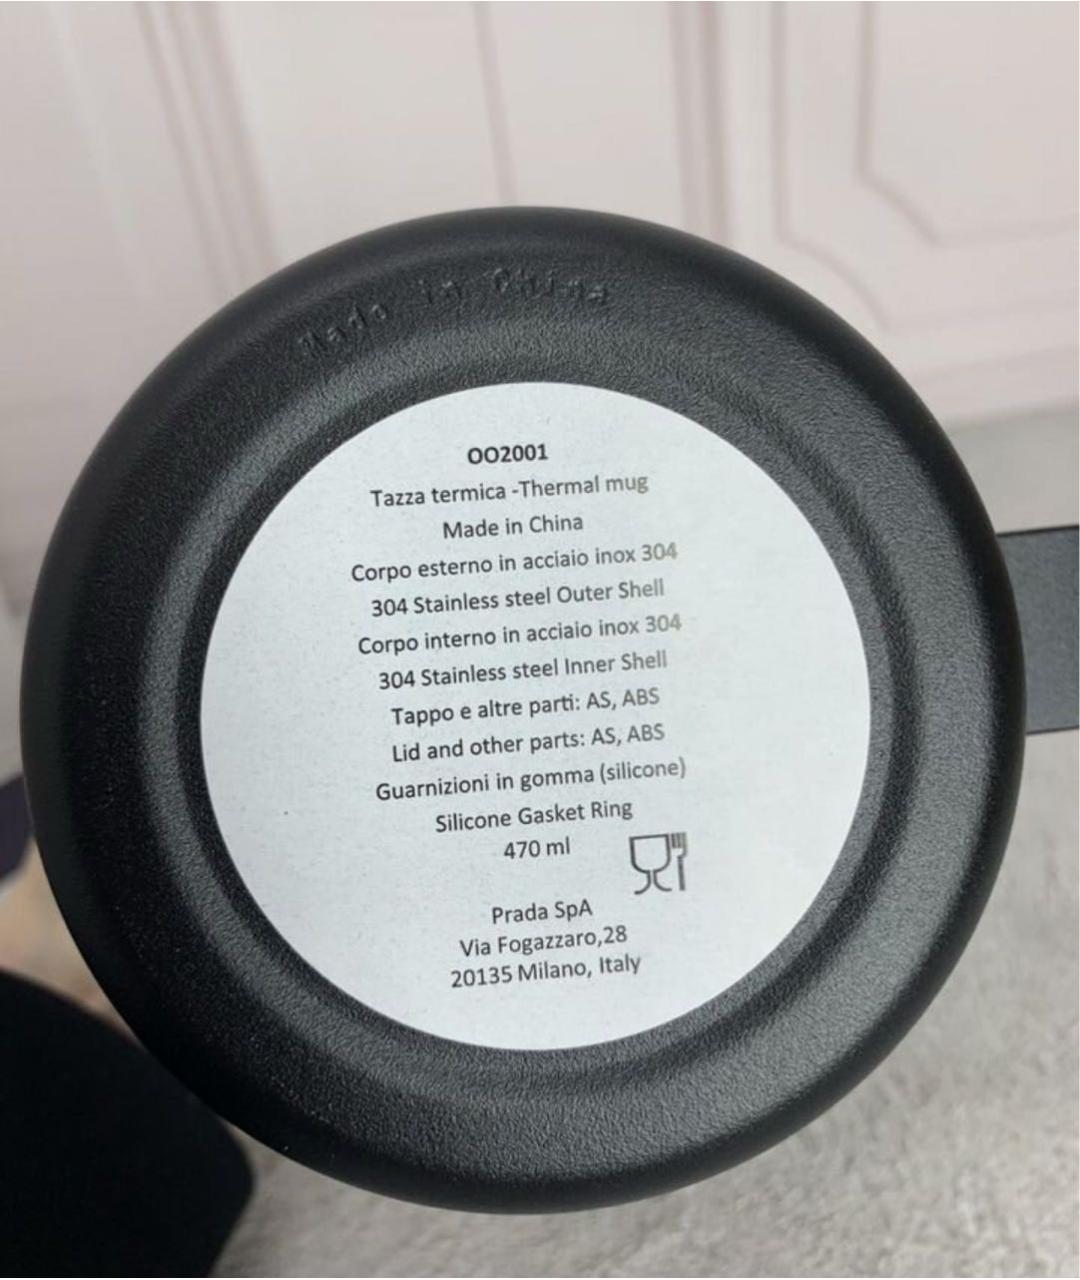 Made in China
OO2001
Tazza termica -Thermal mug
Made in China
Corpo esterno in acciaio inox 304
304 Stainless steel Outer Shell
Corpo interno in acciaio inox 304
304 Stainless steel Inner Shell
Tappo e altre parti: AS, ABS
Lid and other parts: AS, ABS
Guarnizioni in gomma (silicone)
Silicone Gasket Ring
470 ml
Prada SpA
Via Fogazzaro,28
20135 Milano, Italy